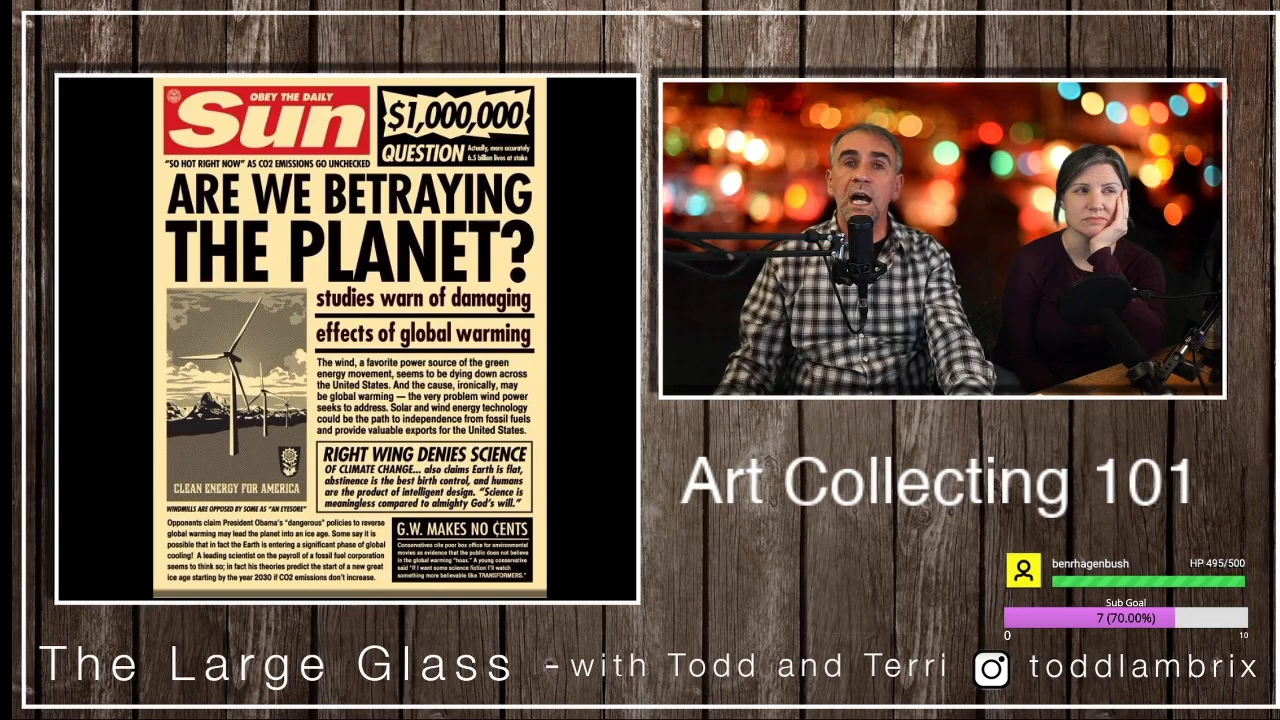 OBEY THE DAILY
Sun
$1,000,000
QUESTION
Actually, more accurately
6.5 billion lives at stake
"SO HOT RIGHT NOW" AS CO2 EMISSIONS GO UNCHECKED
ARE WE BETRAYING
THE PLANET?
studies warn of damaging
effects of global warming
The wind, a favorite power source of the green
energy movement, seems to be dying down across
the United States. And the cause, ironically, may
be global warming — the very problem wind power
seeks to address. Solar and wind energy technology
could be the path to independence from fossil fuels
and provide valuable exports for the United States.
CLEAN ENERGY FOR AMERICA
WINDMILLS ARE OPPOSED BY SOME AS "AN EYESORE"
RIGHT WING DENIES SCIENCE
OF CLIMATE CHANGE... also claims Earth is flat,
abstinence is the best birth control, and humans
are the product of intelligent design. "Science is
meaningless compared to almighty God's will."
Opponents claim President Obama's "dangerous" policies to reverse
global warming may lead the planet into an ice age. Some say it is
possible that in fact the Earth is entering a significant phase of global
cooling! A leading scientist on the payroll of a fossil fuel corporation
seems to think so; in fact his theories predict the start of a new great
ice age starting by the year 2030 if CO2 emissions don't increase.
G.W. MAKES NO ¢ENTS
Conservatives cite poor box office for environmental
movies as evidence that the public does not believe
in the global warming "hoax." A young conservative
said "If I want some science fiction I'll watch
something more believable like TRANSFORMERS."
Art Collecting 101
benrhagenbush
HP 495/500
Sub Goal
7 (70.00%)
0
10
The Large Glass - with Todd and Terri
toddlambrix